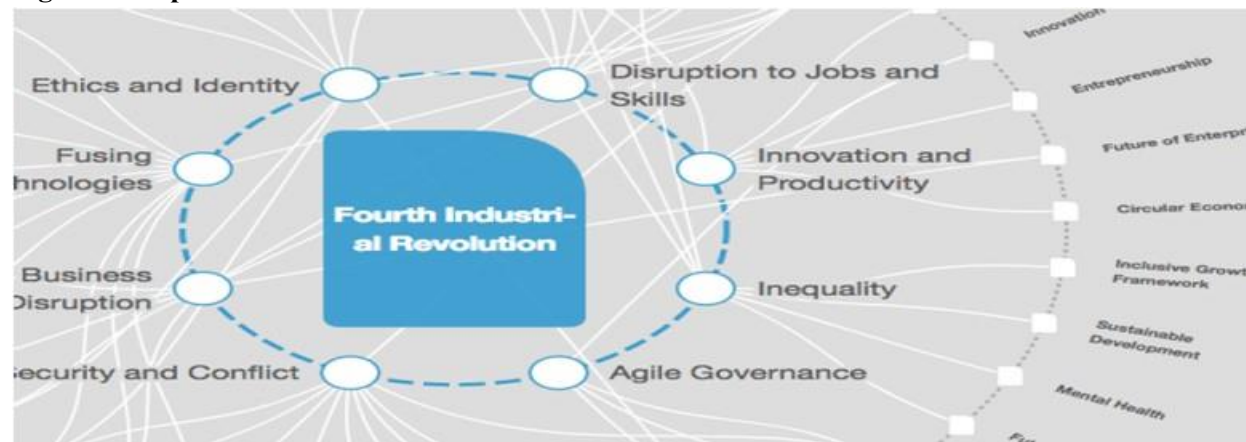 Ethics and Identity
Disruption to Jobs and
Skills
Fusing
hnologies
Innovation and
Productivity
Fourth Industri-
al Revolution
Business
Disruption
Inequality
ecurity and Conflict
Agile Governance
Innovation
Entrepreneurship
Future of Enterpri
Circular Econo
Inclusive Growt
Framework
Sustainable
Development
Mental Health